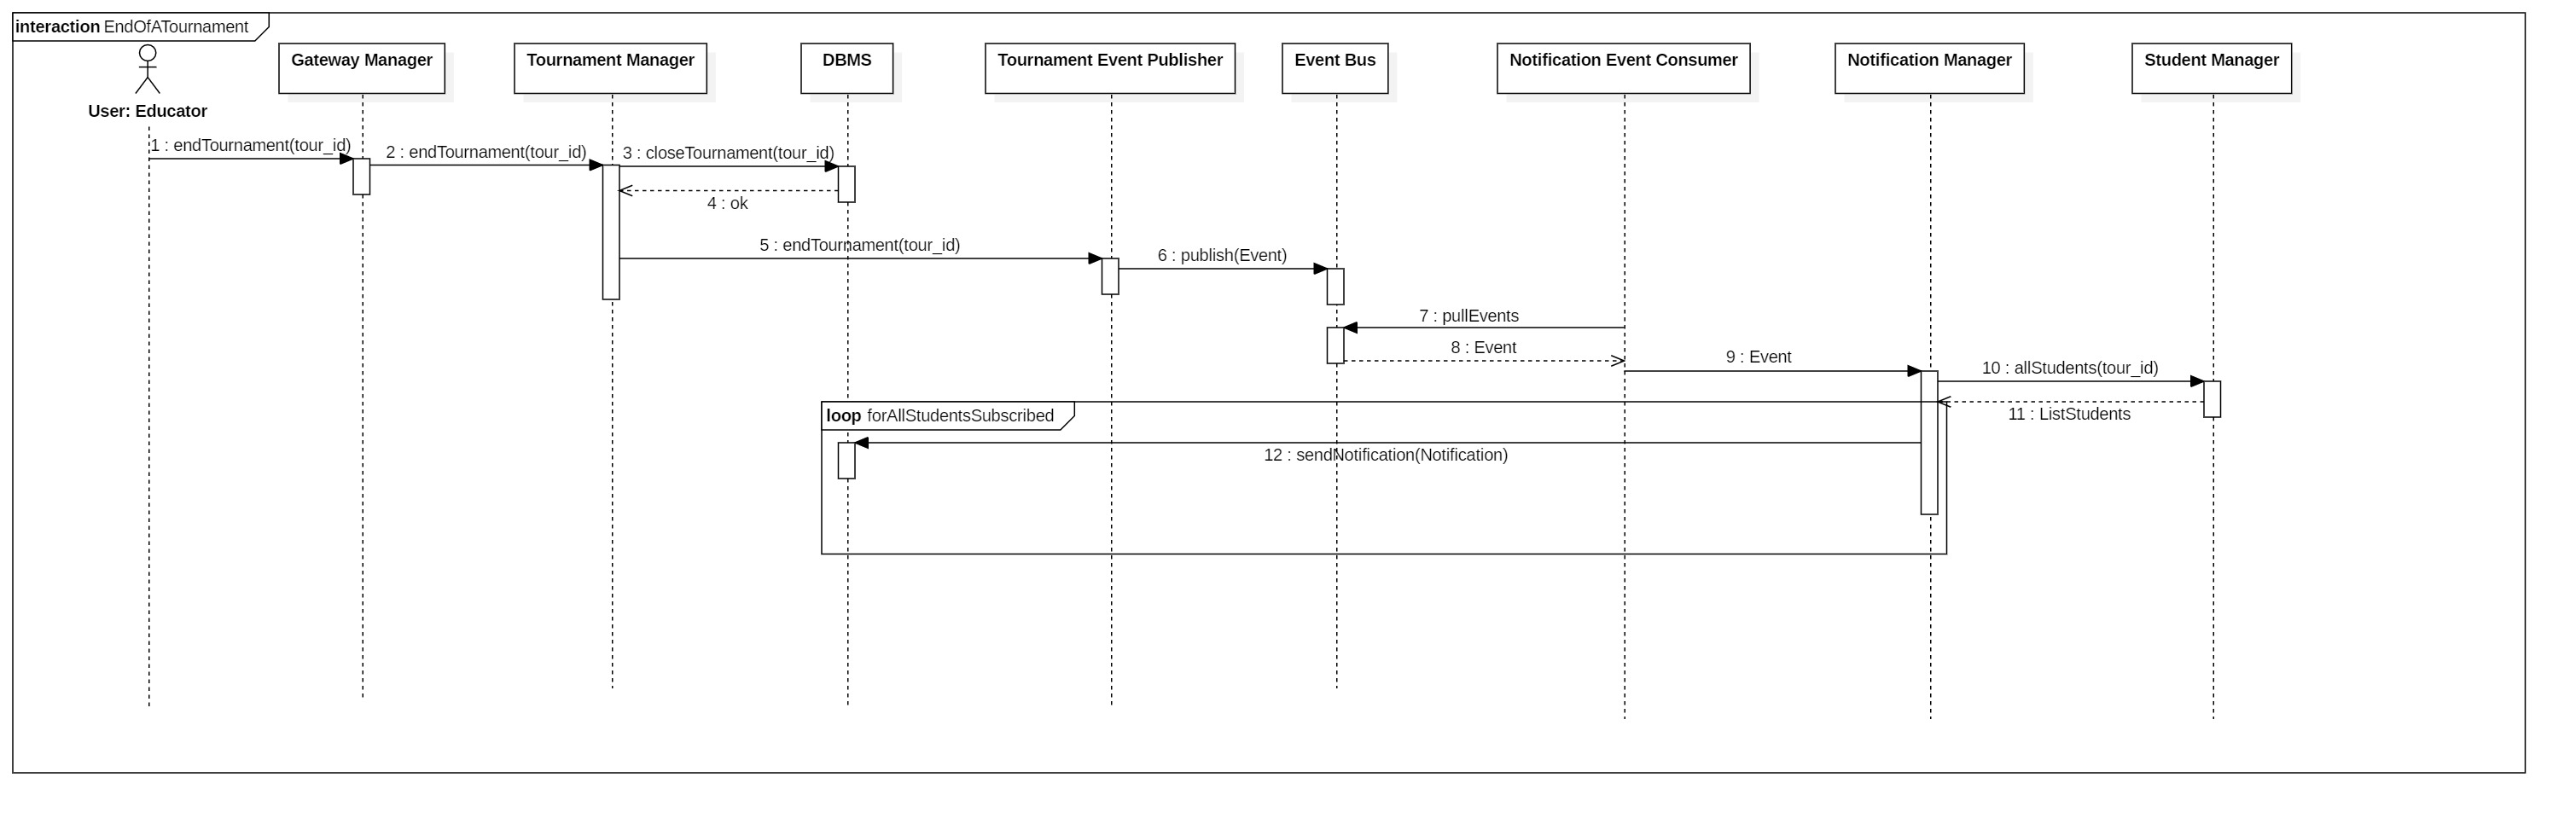 interaction EndOfATournament
User: Educator
Gateway Manager
Tournament Manager
DBMS
Tournament Event Publisher
Event Bus
Notification Event Consumer
Notification Manager
Student Manager
1 : endTournament(tour_id)
2 : endTournament(tour_id)
3 : closeTournament(tour_id)
4 : ok
5 : endTournament(tour_id)
6 : publish(Event)
7 : pullEvents
8 : Event
9 : Event
10 : allStudents(tour_id)
11 : ListStudents
loop forAllStudentsSubscribed
12 : sendNotification(Notification)